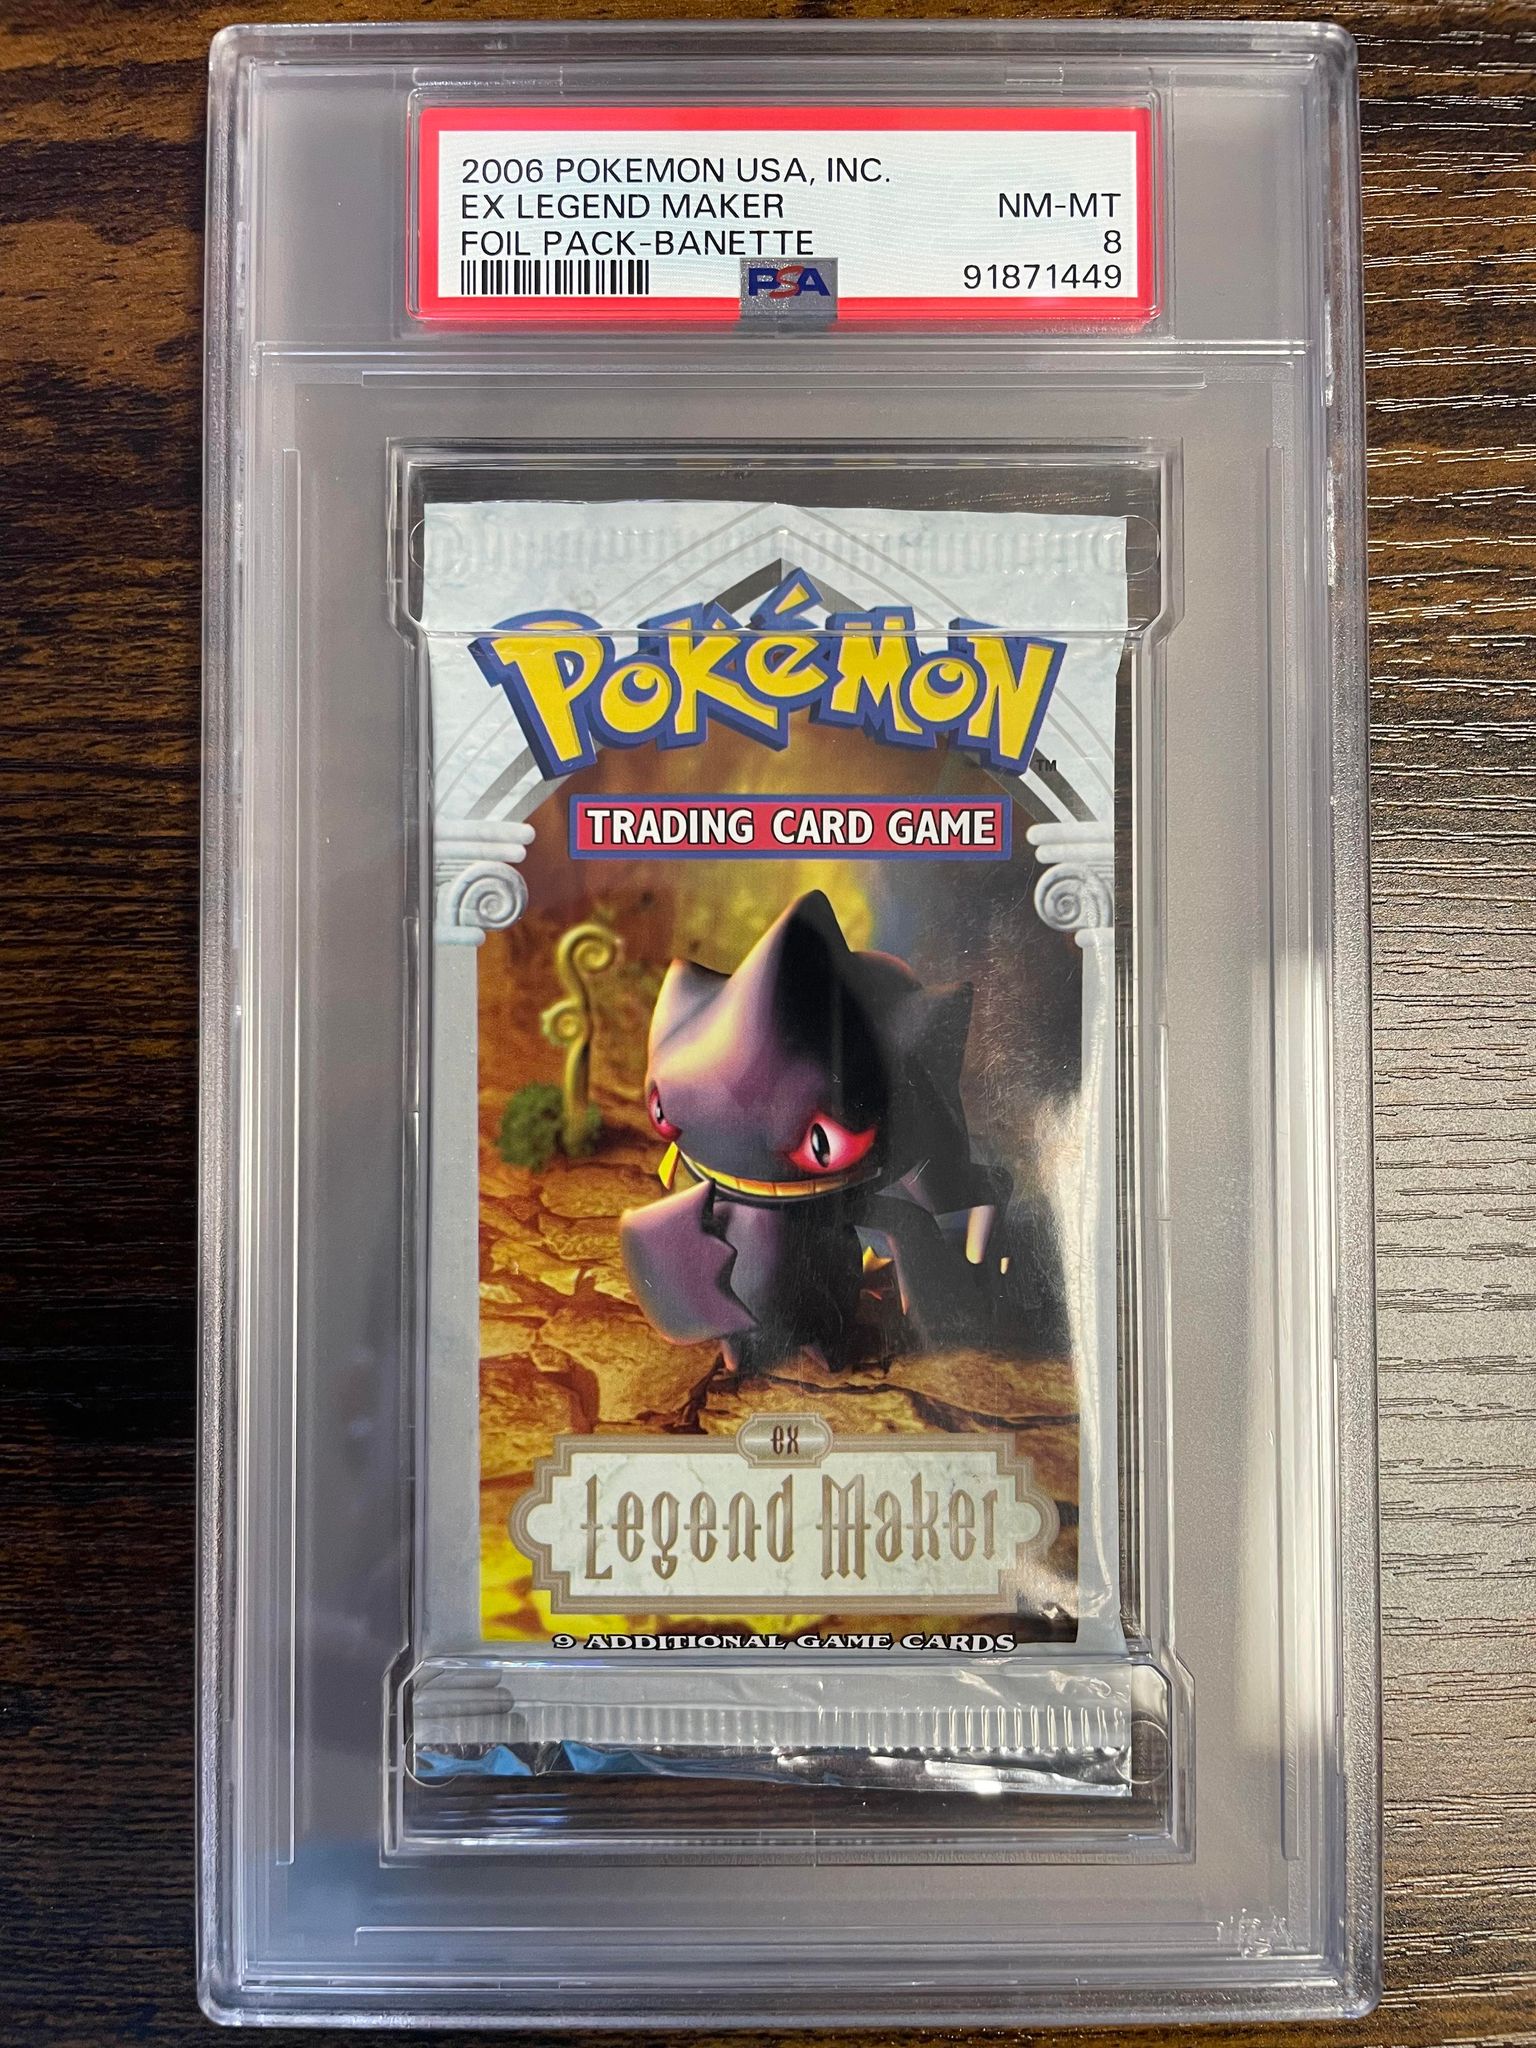 2006 POKEMON USA, INC.
EX LEGEND MAKER NM-MT
FOIL PACK-BANETTE 8
PSA 91871449
POKéMON
TM
TRADING CARD GAME
ex
Legend Maker
9 ADDITIONAL GAME CARDS